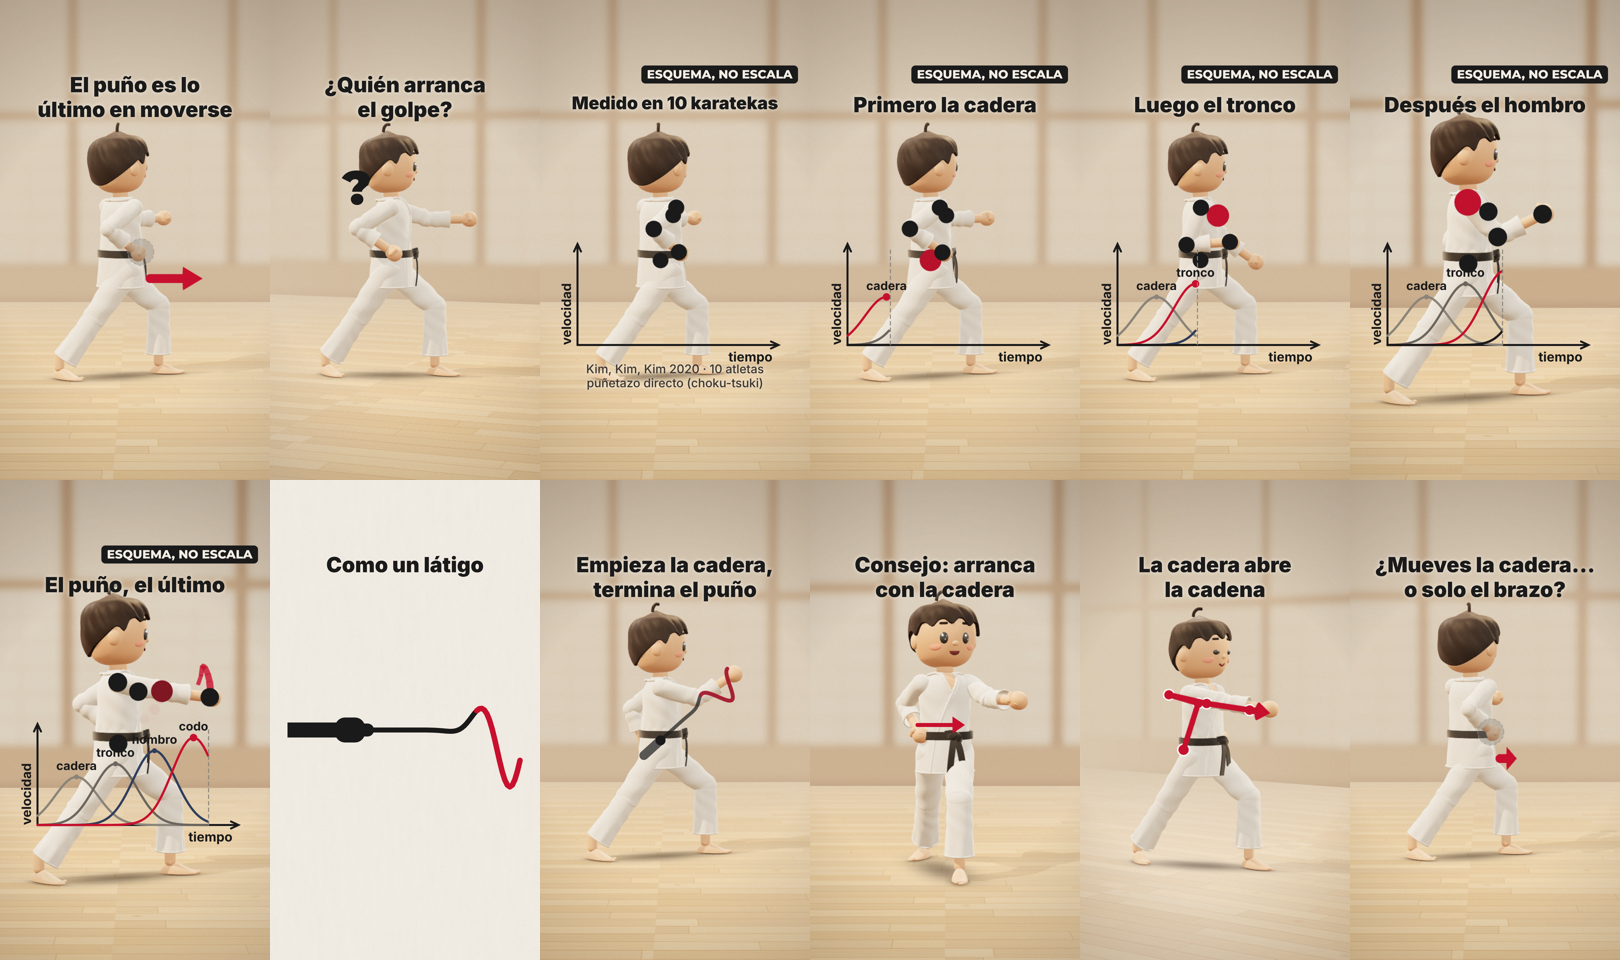 El puño es lo
último en moverse
¿Quién arranca
el golpe?
?
ESQUEMA, NO ESCALA
Medido en 10 karatekas
velocidad
tiempo
Kim, Kim, Kim 2020 · 10 atletas
puñetazo directo (choku-tsuki)
ESQUEMA, NO ESCALA
Primero la cadera
cadera
velocidad
tiempo
ESQUEMA, NO ESCALA
Luego el tronco
tronco
cadera
velocidad
tiempo
ESQUEMA, NO ESCALA
Después el hombro
tronco
cadera
velocidad
tiempo
ESQUEMA, NO ESCALA
El puño, el último
codo
hombro
tronco
cadera
velocidad
tiempo
Como un látigo
Empieza la cadera,
termina el puño
Consejo: arranca
con la cadera
La cadera abre
la cadena
¿Mueves la cadera...
o solo el brazo?